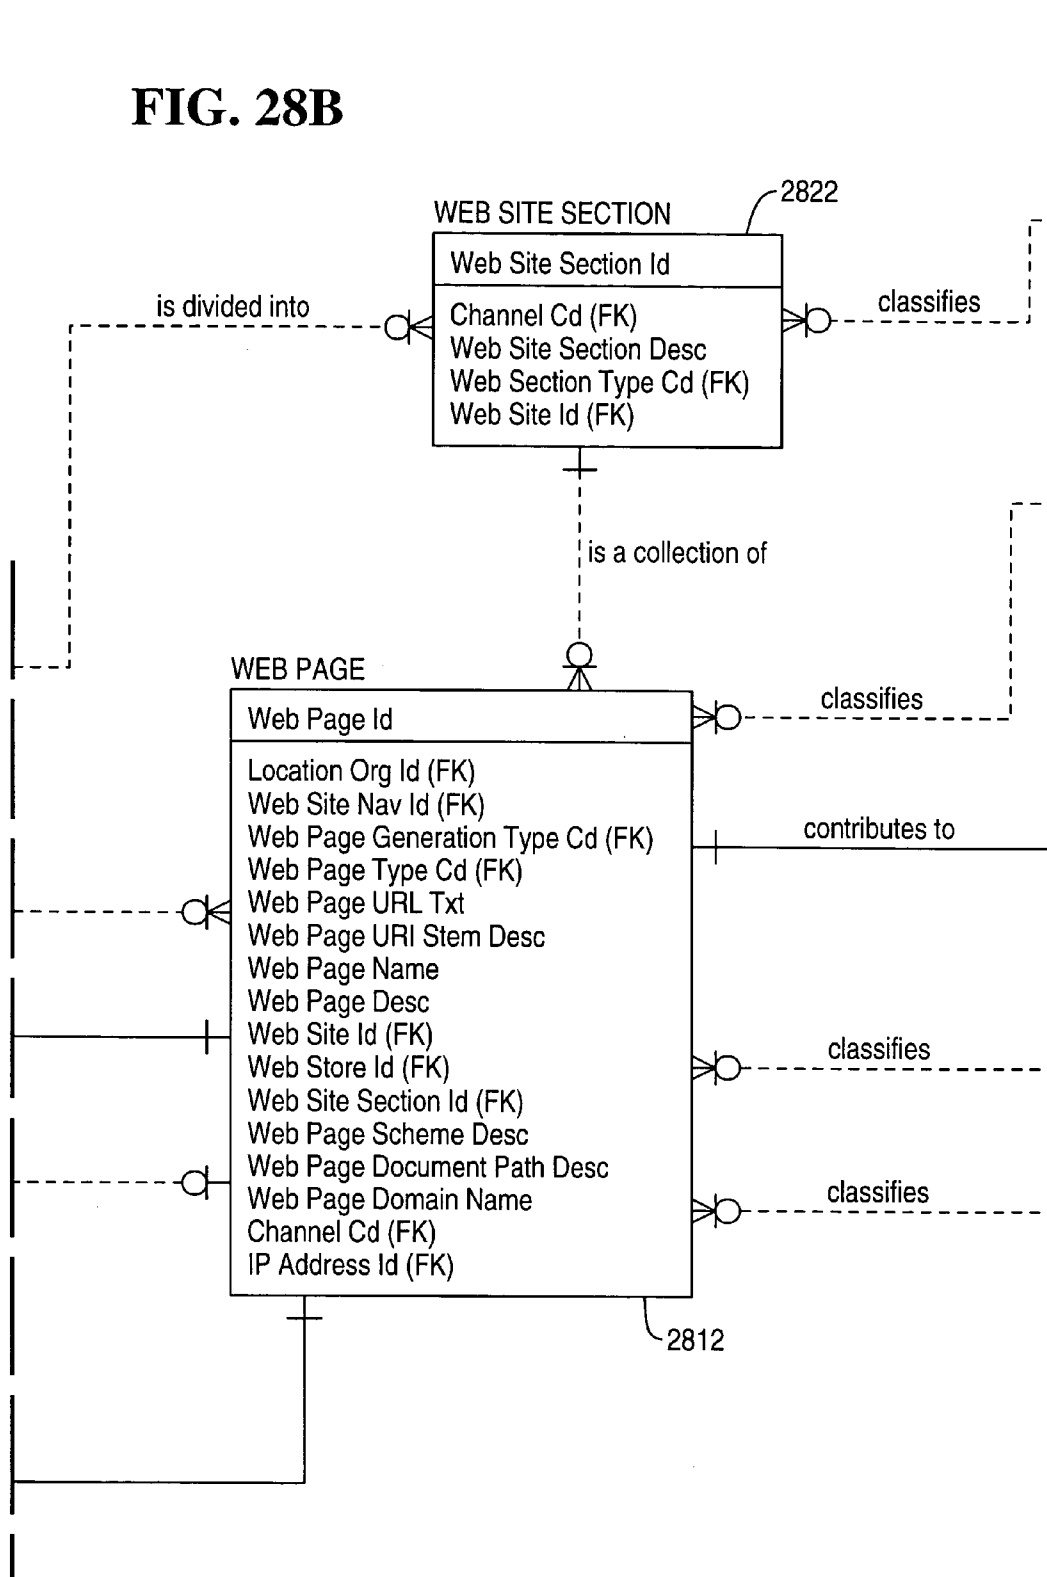 FIG. 28B
2822
WEB SITE SECTION
Web Site Section Id
is divided into
classifies
Channel Cd (FK)
Web Site Section Desc
Web Section Type Cd (FK)
Web Site Id (FK)
is a collection of
WEB PAGE
Web Page Id
classifies
Location Org Id (FK)
Web Site Nav Id (FK)
Web Page Generation Type Cd (FK)
contributes to
Web Page Type Cd (FK)
Web Page URL Txt
Web Page URI Stem Desc
Web Page Name
Web Page Desc
Web Site Id (FK)
classifies
Web Store Id (FK)
Web Site Section Id (FK)
Web Page Scheme Desc
Web Page Document Path Desc
classifies
Web Page Domain Name
Channel Cd (FK)
IP Address Id (FK)
2812